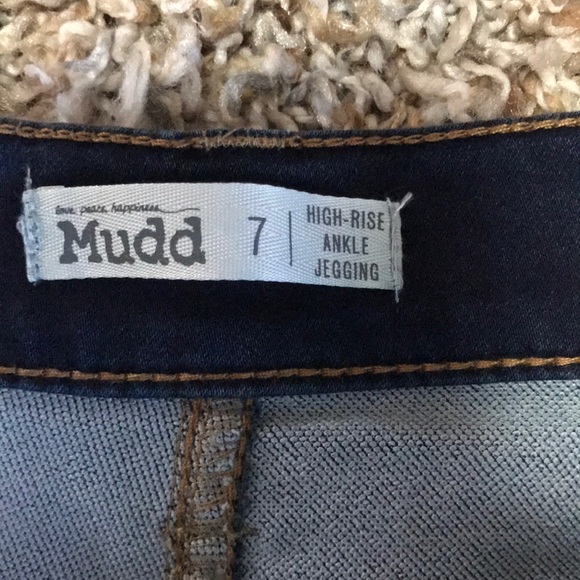 love. peace. happiness.
Mudd
7
HIGH-RISE
ANKLE
JEGGING